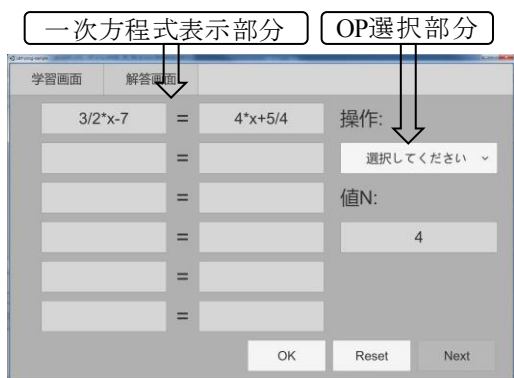 一次方程式表示部分
OP選択部分
学習画面 解答画面
3/2*x-7 = 4*x+5/4
操作:
=
選択してください
=
値N:
=
4
=
=
OK Reset Next